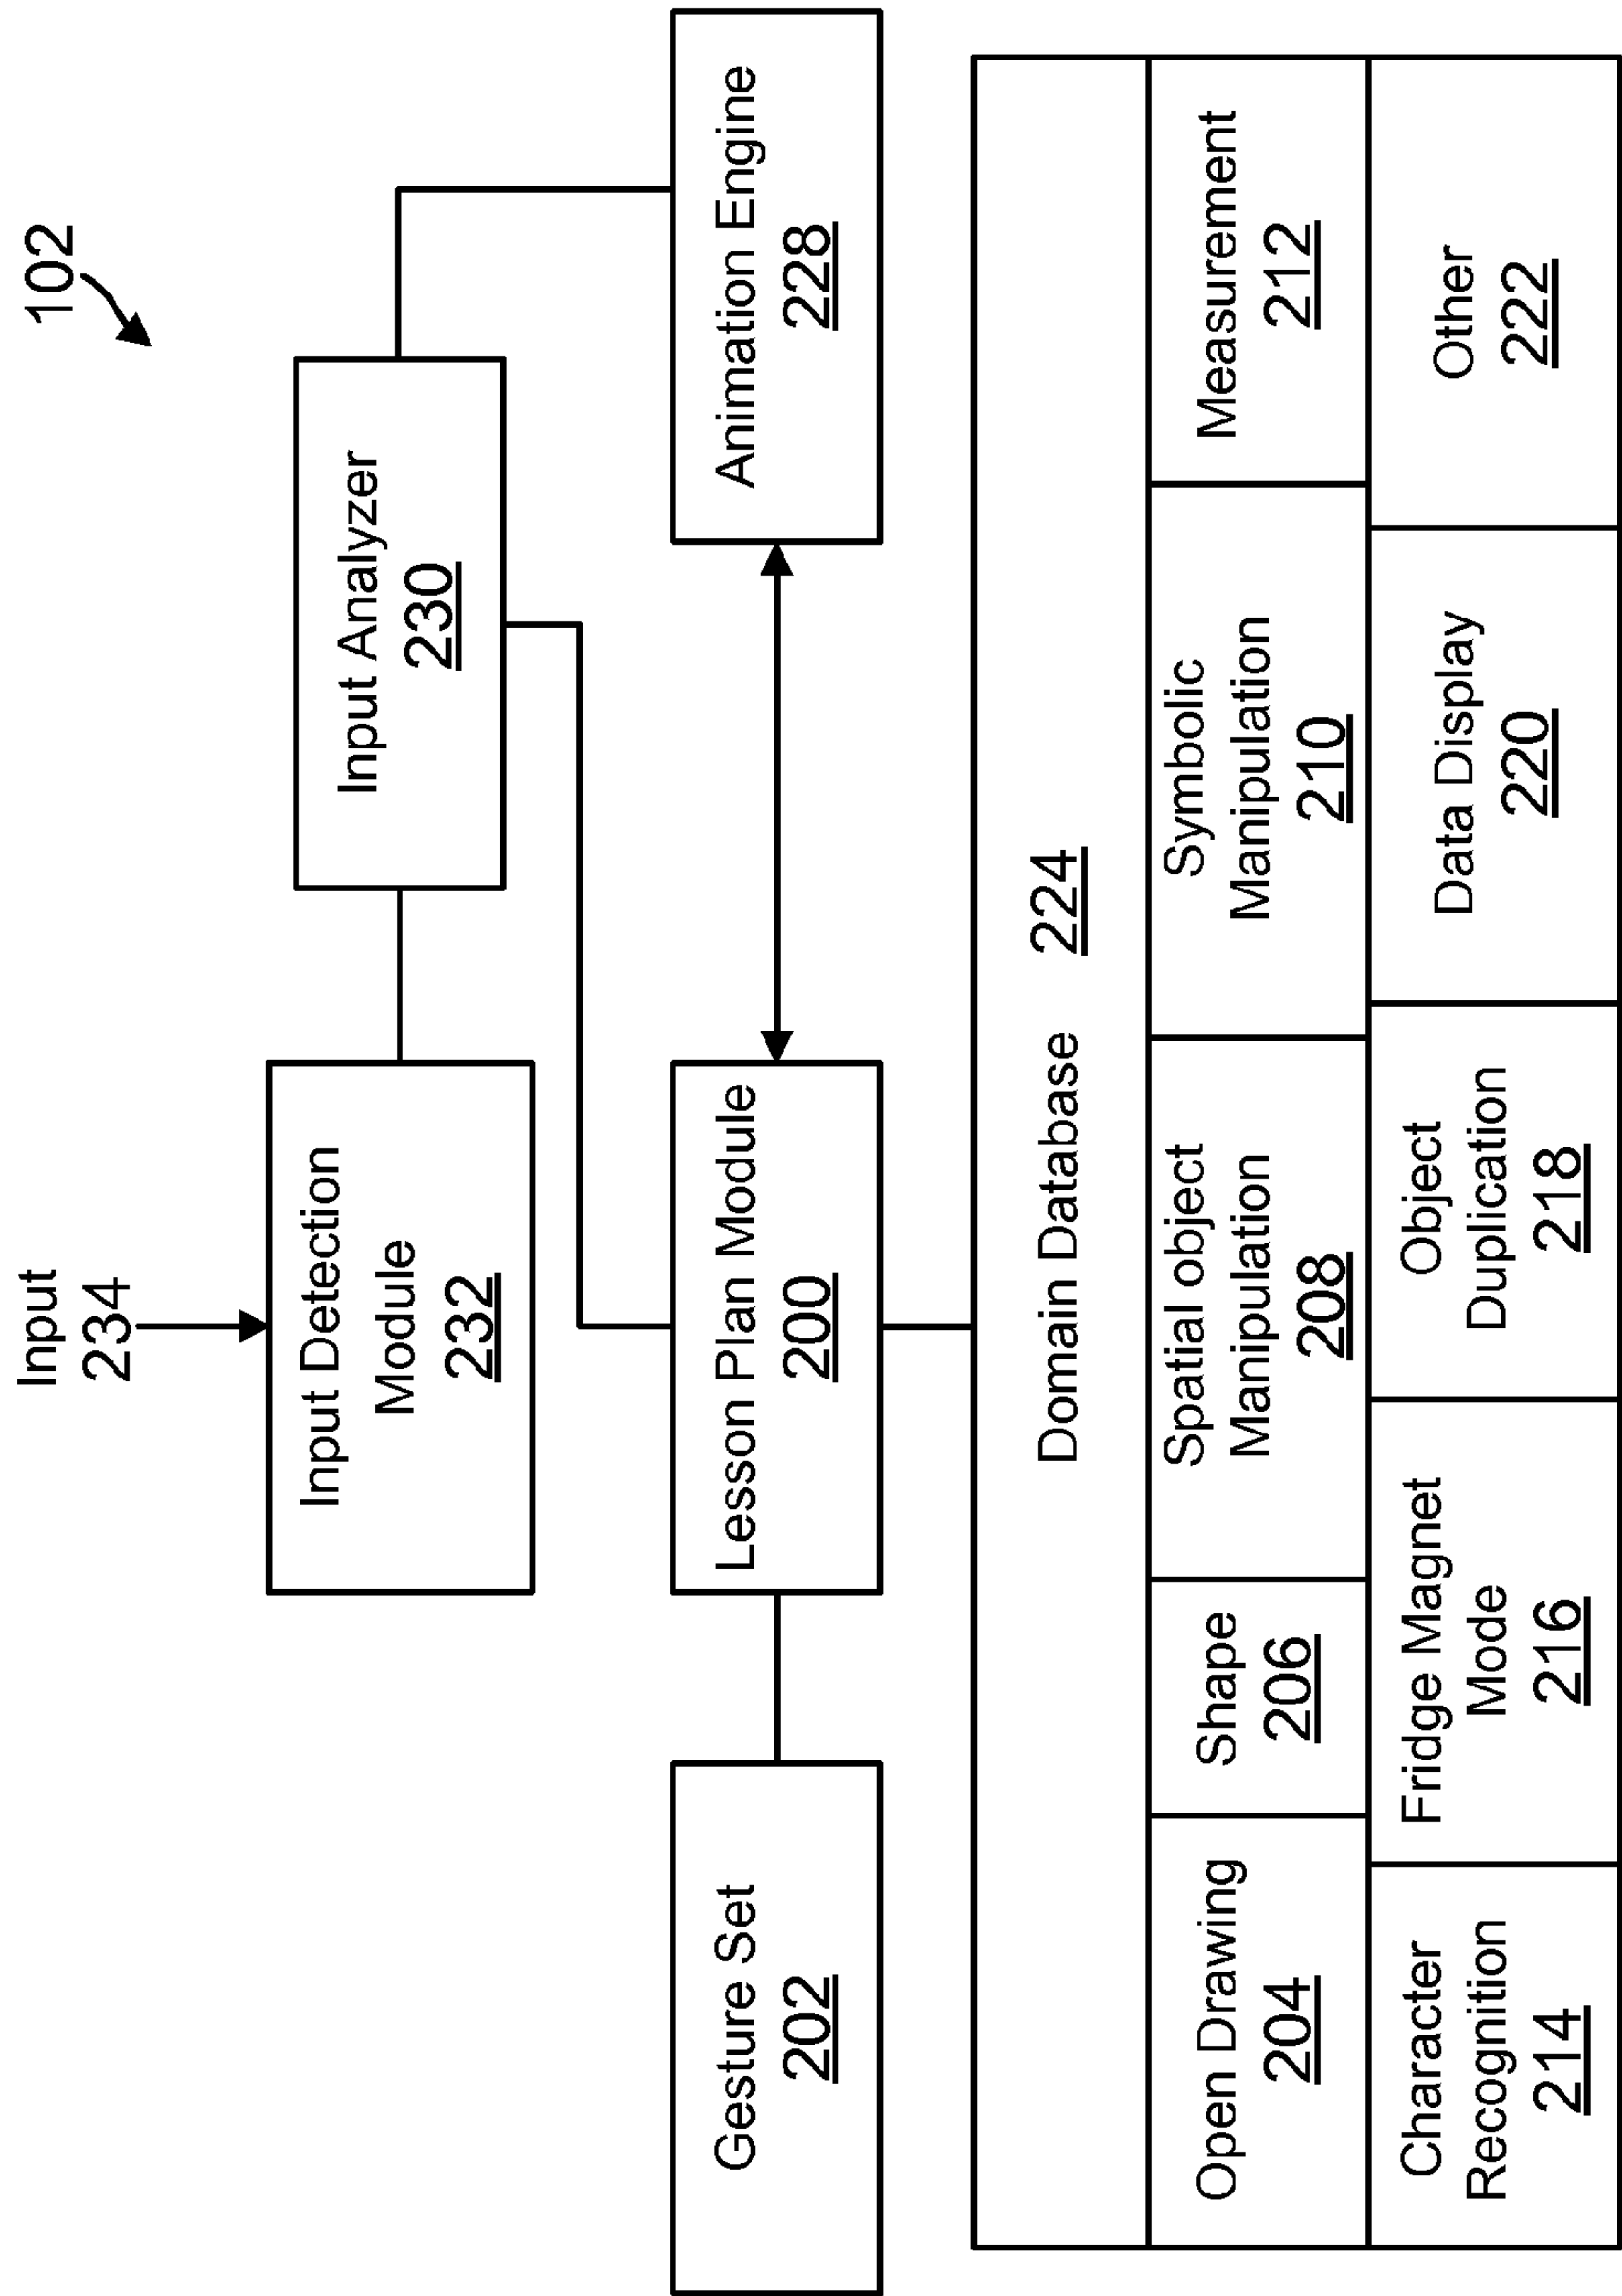 102
Input
234
Input Detection
Module
232
Input Analyzer
230
Gesture Set
202
Lesson Plan Module
200
Animation Engine
228
Domain Database 224
Open Drawing
204
Shape
206
Spatial object
Manipulation
208
Symbolic
Manipulation
210
Measurement
212
Character
Recognition
214
Fridge Magnet
Mode
216
Object
Duplication
218
Data Display
220
Other
222